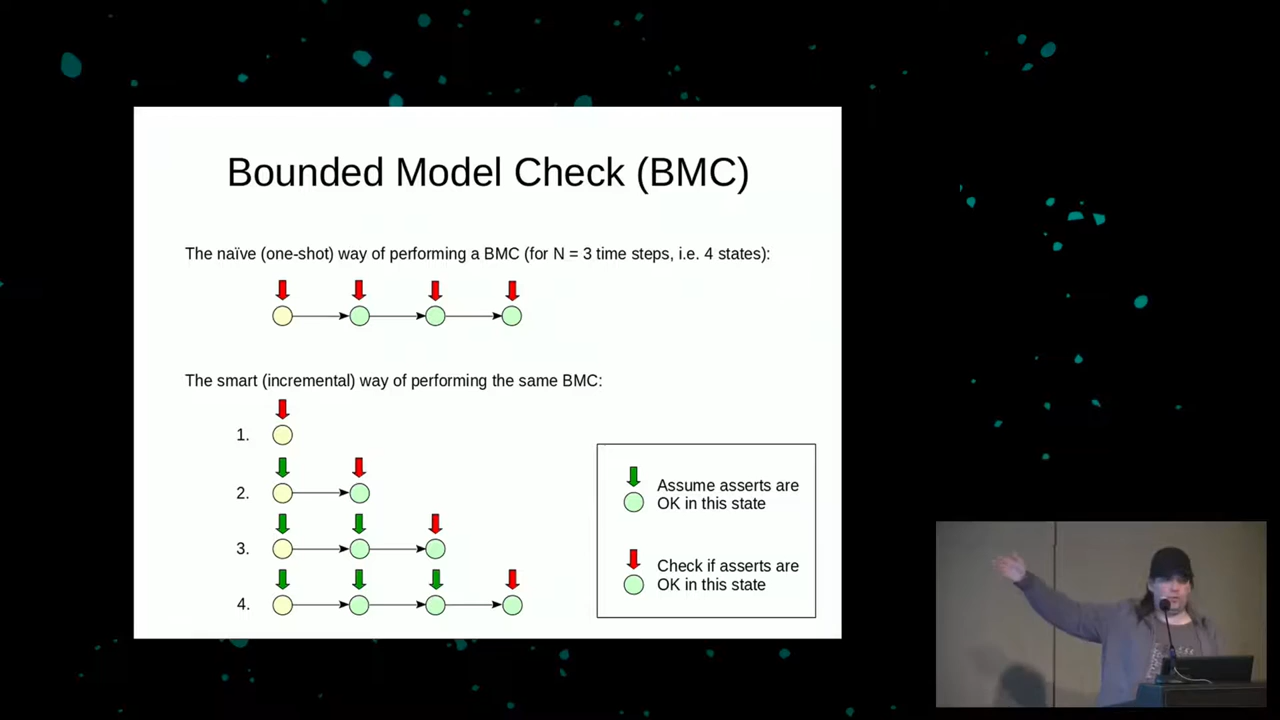 Bounded Model Check (BMC)
The naïve (one-shot) way of performing a BMC (for N = 3 time steps, i.e. 4 states):
The smart (incremental) way of performing the same BMC:
1.
2.
3.
4.
Assume asserts are
OK in this state
Check if asserts are
OK in this state